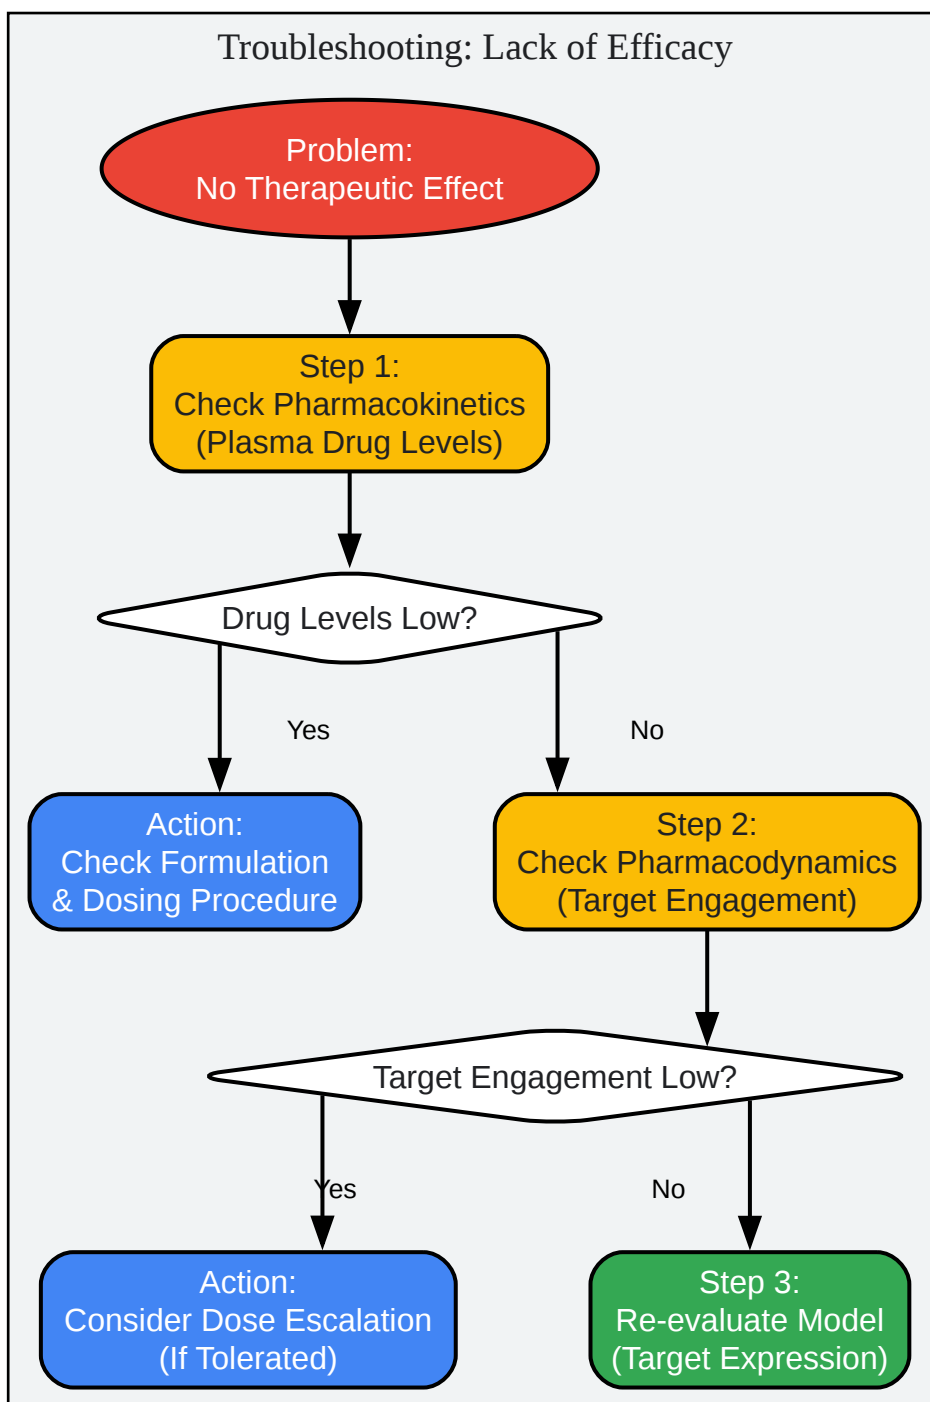 Troubleshooting: Lack of Efficacy
Problem:
No Therapeutic Effect
Step 1:
Check Pharmacokinetics
(Plasma Drug Levels)
Drug Levels Low?
Yes
No
Action:
Check Formulation
& Dosing Procedure
Step 2:
Check Pharmacodynamics
(Target Engagement)
Target Engagement Low?
Yes
No
Action:
Consider Dose Escalation
(If Tolerated)
Step 3:
Re-evaluate Model
(Target Expression)